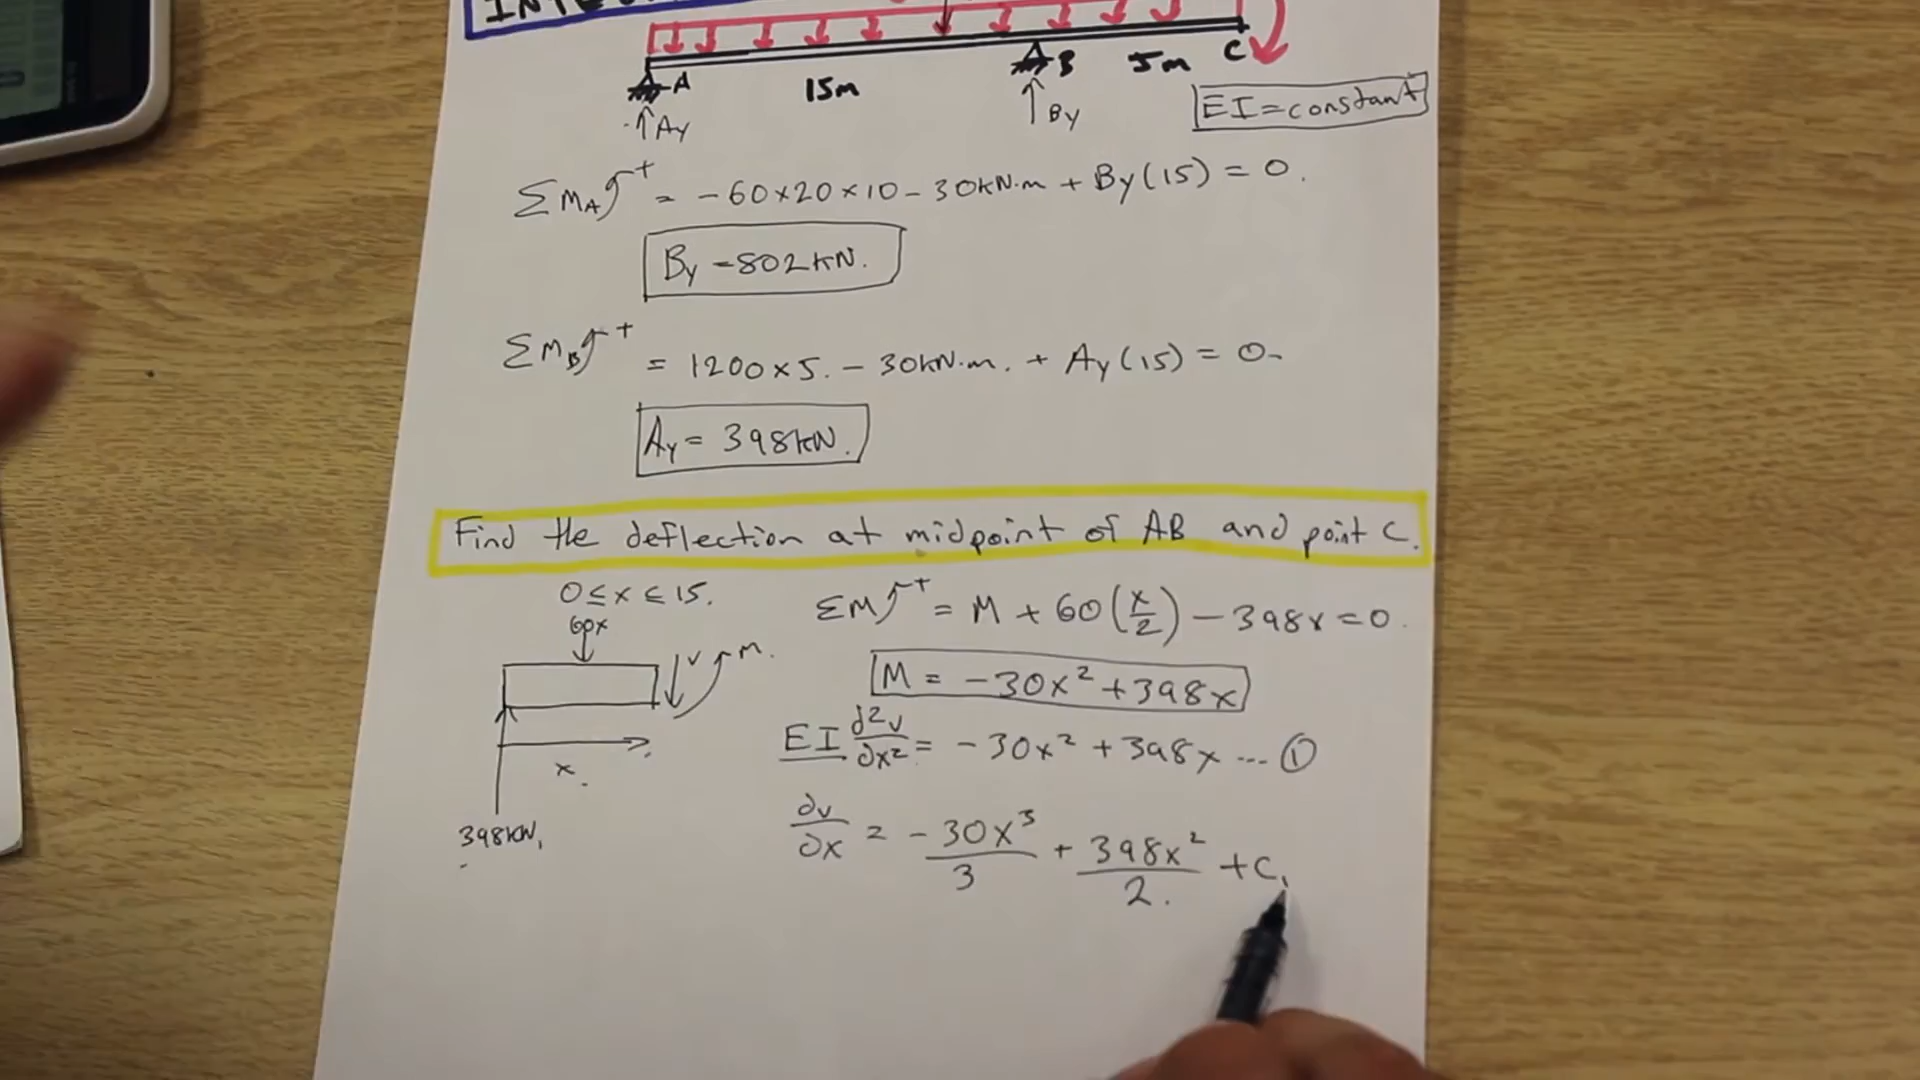 A 15m B 5m C
Ay By EI = constant
ΣMA + = -60×20×10 - 30kN·m + By(15) = 0.
By = 802kN.
ΣMB + = 1200×5. - 30kN·m. + Ay(15) = 0
Ay = 398kN.
Find the deflection at midpoint of AB and point C.
0≤x≤15.
60x
V M.
x
398kN,
ΣM + = M + 60(x/2) - 398x = 0.
M = -30x² + 398x
EI d²v/dx² = -30x² + 398x ... ①
dv/dx = -30x³/3 + 398x²/2. + C₁